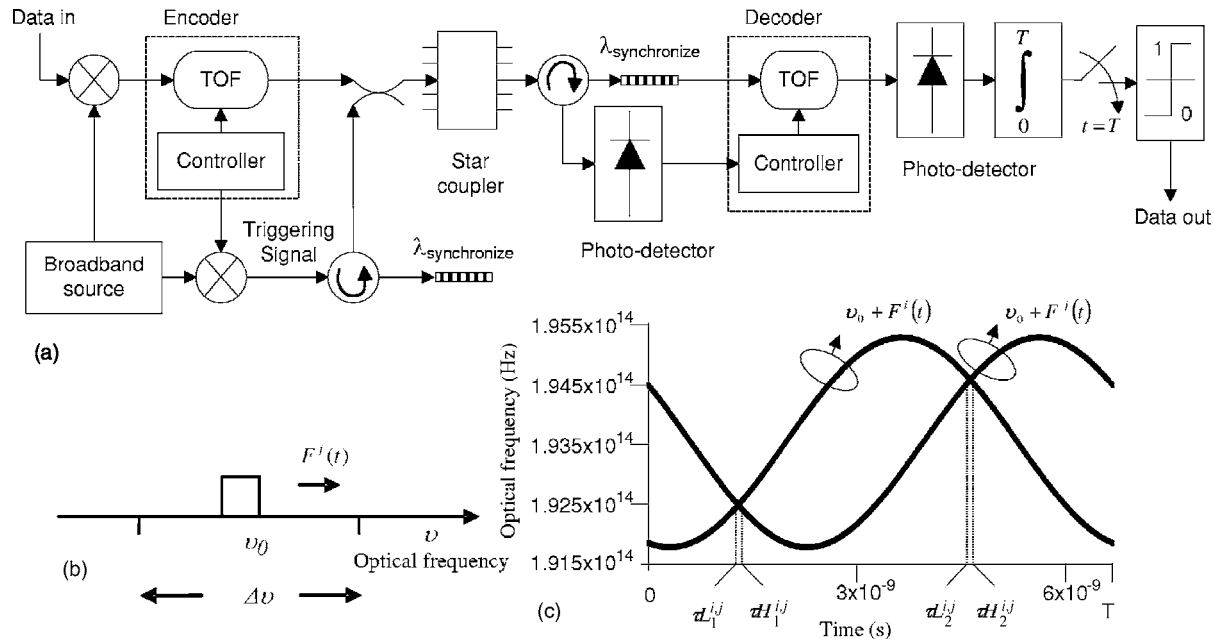 Data in
Encoder
TOF
Controller
Broadband
source
Triggering
Signal
λsynchronize
Star
coupler
λsynchronize
Photo-detector
Decoder
TOF
Controller
Photo-detector
T
∫
0
t=T
1
0
Data out
(a)
F^j(t)
υ0
υ
Optical frequency
Δυ
(b)
Optical frequency (Hz)
1.955x10^14
1.945x10^14
1.935x10^14
1.925x10^14
1.915x10^14
υ0 + F^i(t)
υ0 + F^j(t)
0
3x10^-9
6x10^-9
T
Time (s)
(c)